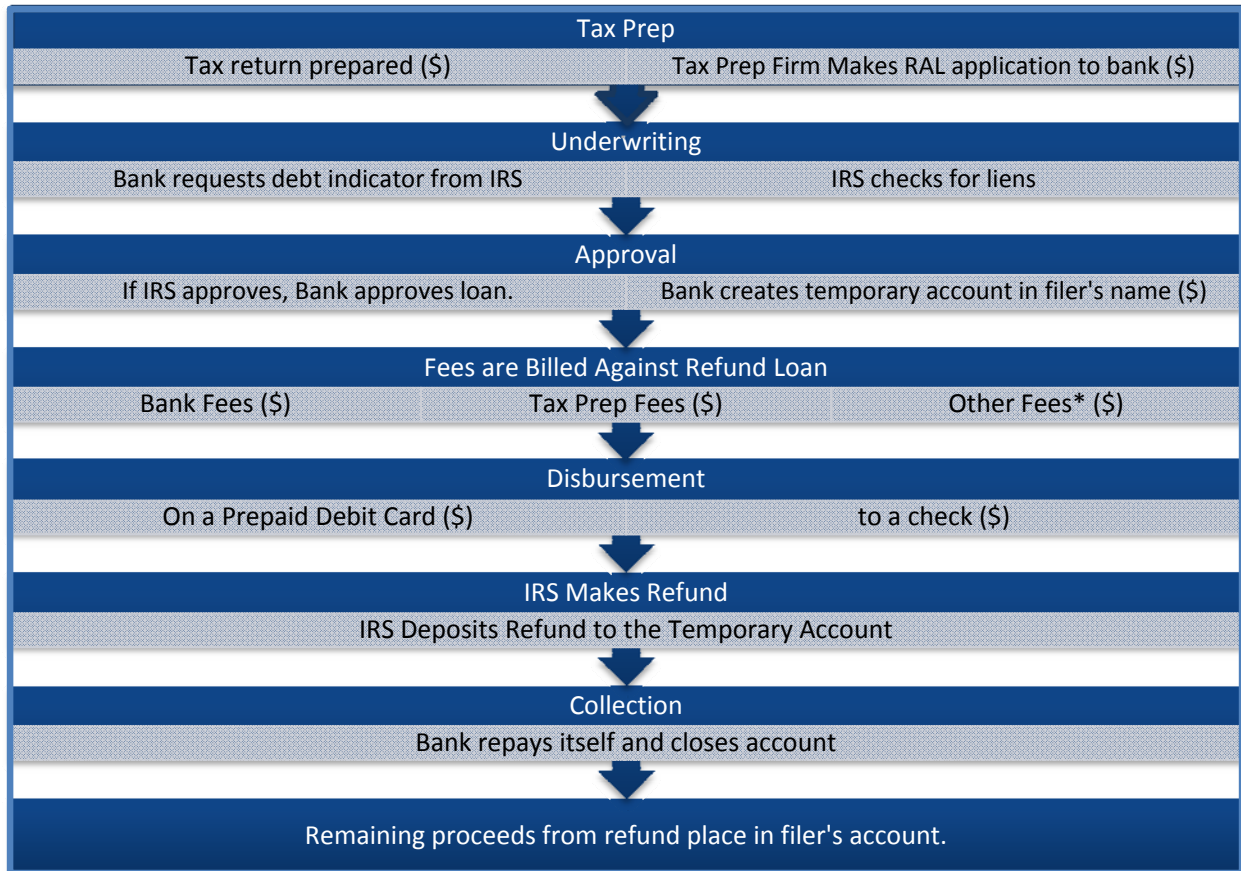 Tax Prep
Tax return prepared ($)
Tax Prep Firm Makes RAL application to bank ($)
Underwriting
Bank requests debt indicator from IRS
IRS checks for liens
Approval
If IRS approves, Bank approves loan.
Bank creates temporary account in filer's name ($)
Fees are Billed Against Refund Loan
Bank Fees ($)
Tax Prep Fees ($)
Other Fees* ($)
Disbursement
On a Prepaid Debit Card ($)
to a check ($)
IRS Makes Refund
IRS Deposits Refund to the Temporary Account
Collection
Bank repays itself and closes account
Remaining proceeds from refund place in filer's account.